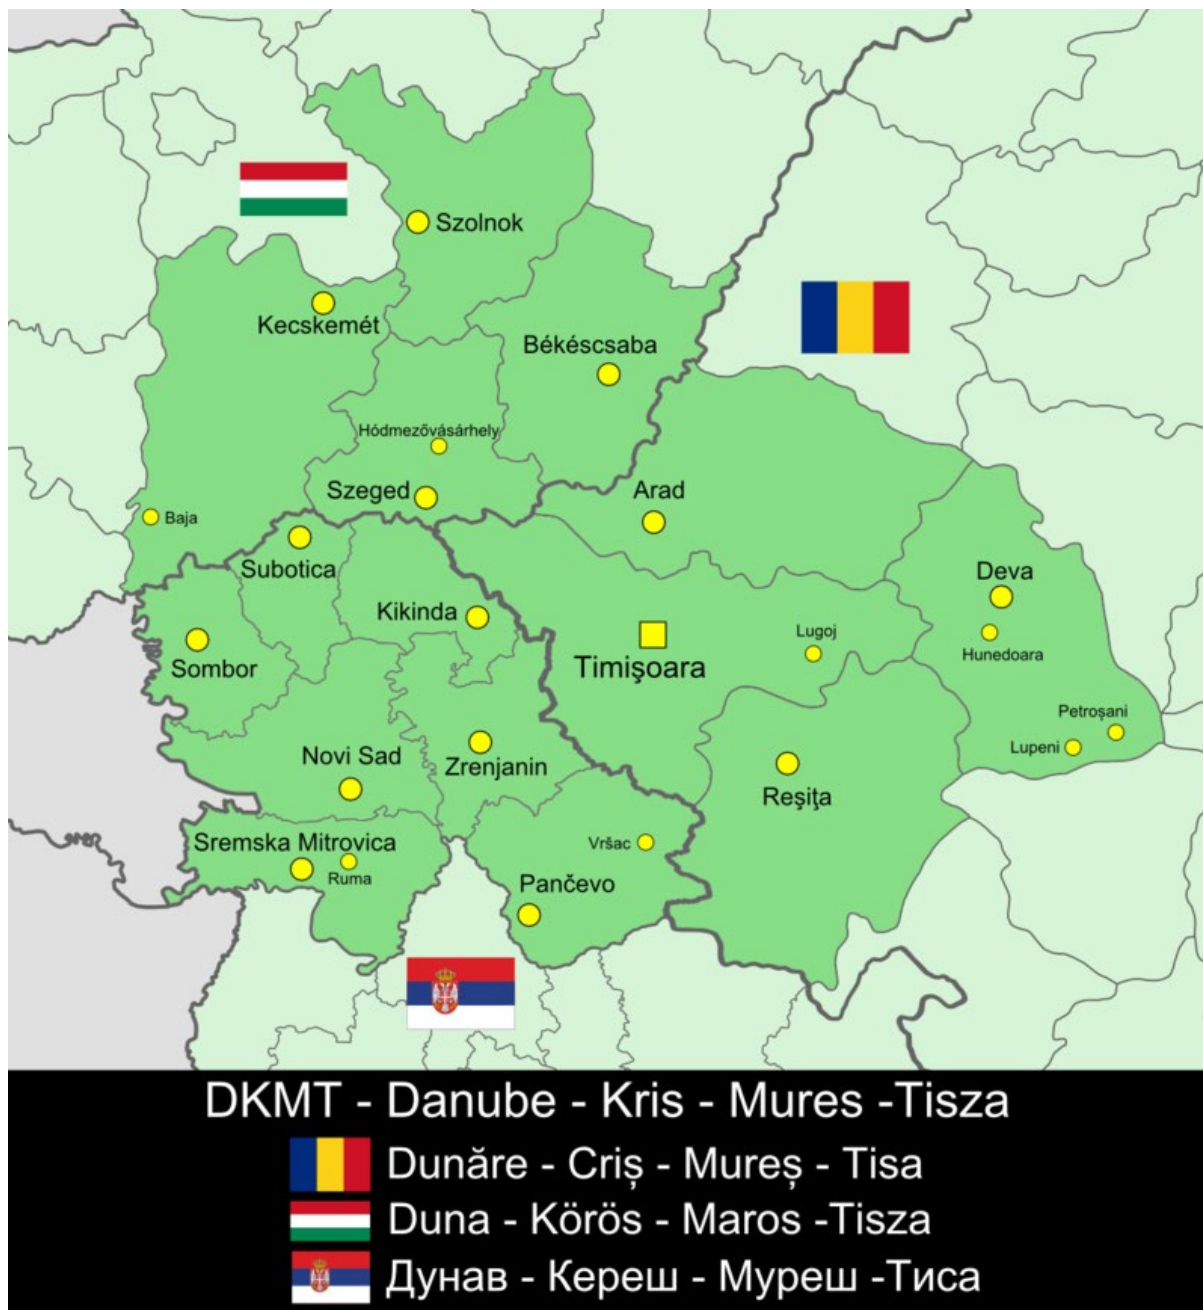 Szolnok
Kecskemét
Békéscsaba
Hódmezővásárhely
Szeged
Arad
Baja
Subotica
Deva
Kikinda
Lugoj
Hunedoara
Sombor
Timişoara
Petroșani
Lupeni
Novi Sad
Zrenjanin
Reşiţa
Sremska Mitrovica
Vršac
Ruma
Pančevo
DKMT - Danube - Kris - Mures -Tisza
Dunăre - Criș - Mureș - Tisa
Duna - Körös - Maros -Tisza
Дунав - Кереш - Муреш -Тиса